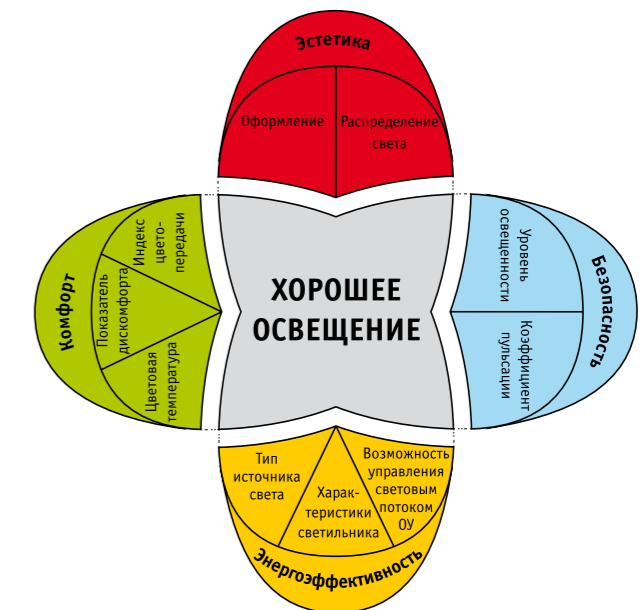 Эстетика
Оформление
Распределение
света
Комфорт
Индекс
цвето-
передачи
Показатель
дискомфорта
Цветовая
температура
ХОРОШЕЕ
ОСВЕЩЕНИЕ
Уровень
освещенности
Коэффициент
пульсации
Безопасность
Тип
источника
света
Харак-
теристики
светильника
Возможность
управления
световым
потоком
ОУ
Энергоэффективность